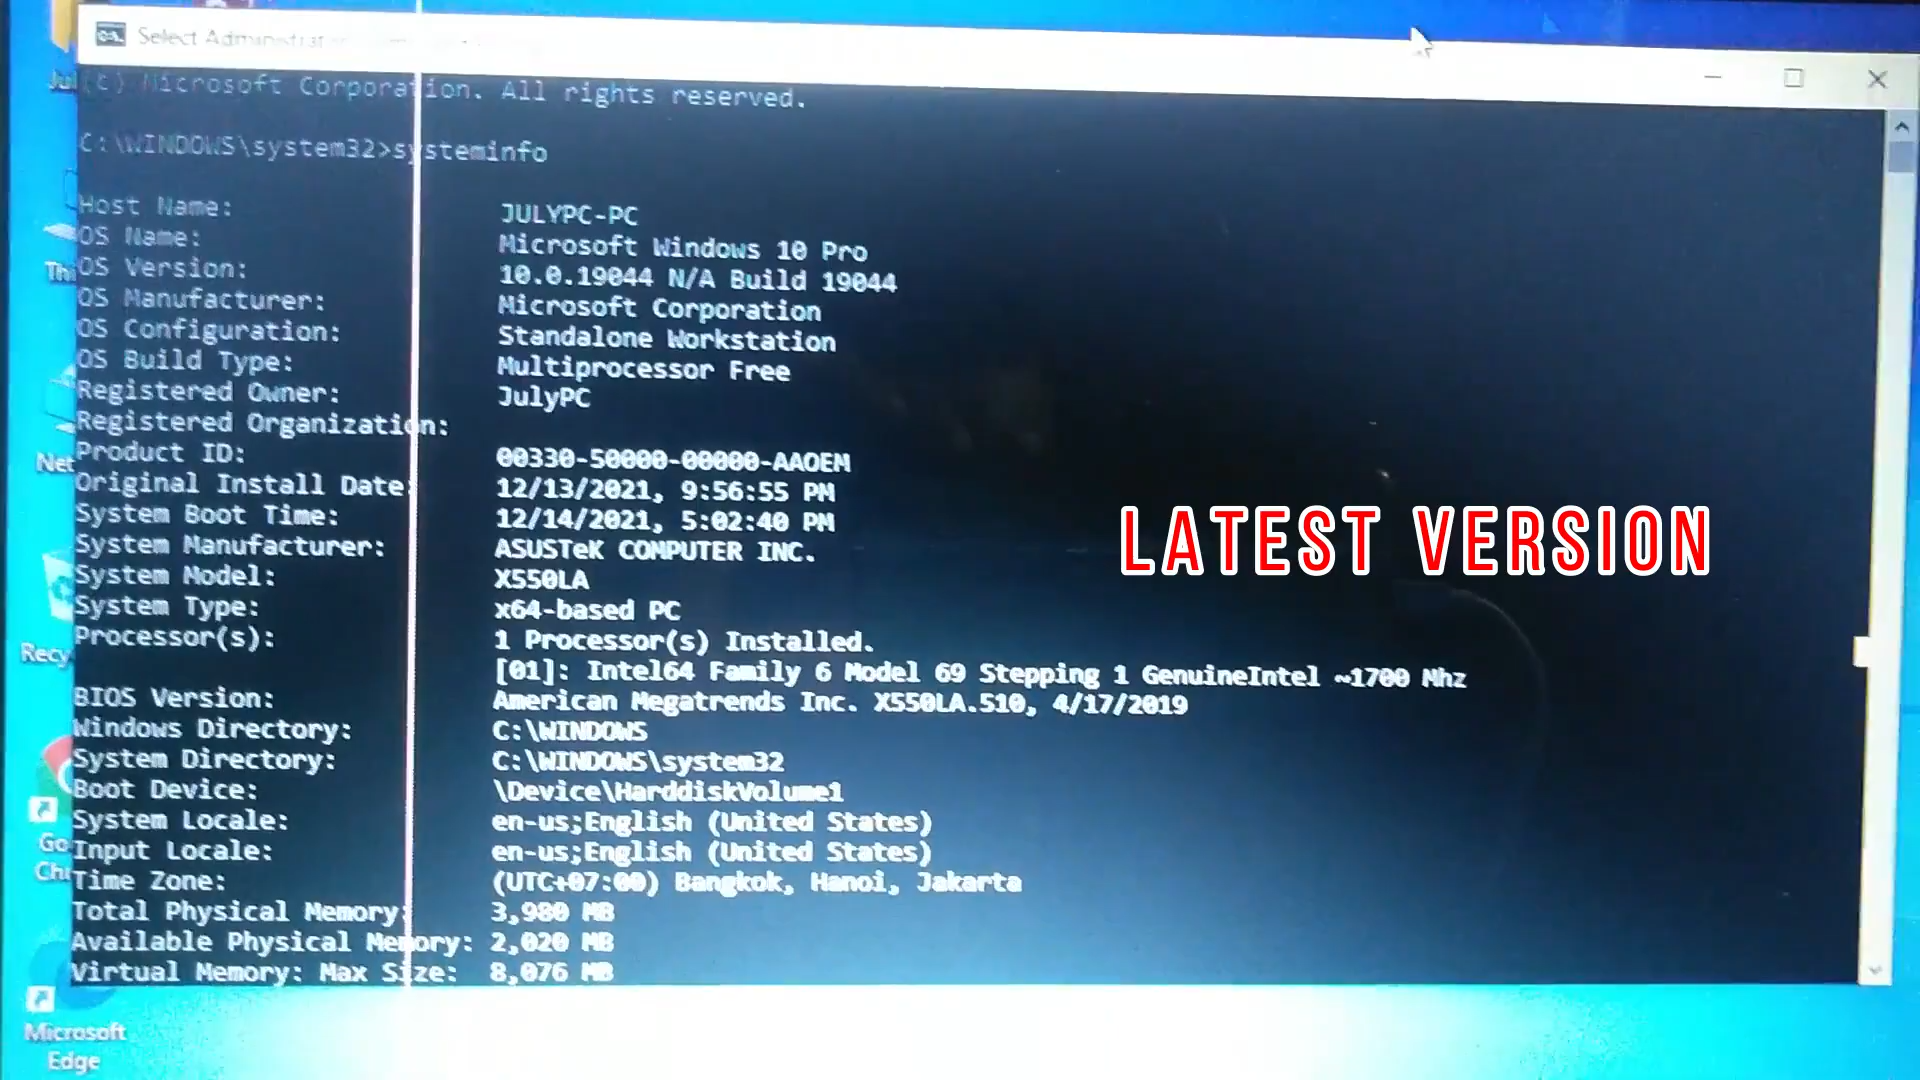 Select Administrat
(c) Microsoft Corporation. All rights reserved.
C:\WINDOWS\system32>systeminfo
Host Name: JULYPC-PC
OS Name: Microsoft Windows 10 Pro
OS Version: 10.0.19044 N/A Build 19044
OS Manufacturer: Microsoft Corporation
OS Configuration: Standalone Workstation
OS Build Type: Multiprocessor Free
Registered Owner: JulyPC
Registered Organization:
Product ID: 00330-50000-00000-AAOEM
Original Install Date: 12/13/2021, 9:56:55 PM
System Boot Time: 12/14/2021, 5:02:40 PM
System Manufacturer: ASUSTeK COMPUTER INC.
System Model: X550LA
System Type: x64-based PC
Processor(s): 1 Processor(s) Installed.
[01]: Intel64 Family 6 Model 69 Stepping 1 GenuineIntel ~1700 Mhz
BIOS Version: American Megatrends Inc. X550LA.510, 4/17/2019
Windows Directory: C:\WINDOWS
System Directory: C:\WINDOWS\system32
Boot Device: \Device\HarddiskVolume1
System Locale: en-us;English (United States)
Input Locale: en-us;English (United States)
Time Zone: (UTC+07:00) Bangkok, Hanoi, Jakarta
Total Physical Memory: 3,980 MB
Available Physical Memory: 2,020 MB
Virtual Memory: Max Size: 8,076 MB
LATEST VERSION
Jul
Thi
Net
Recy
Go
Ch
Microsoft
Edge